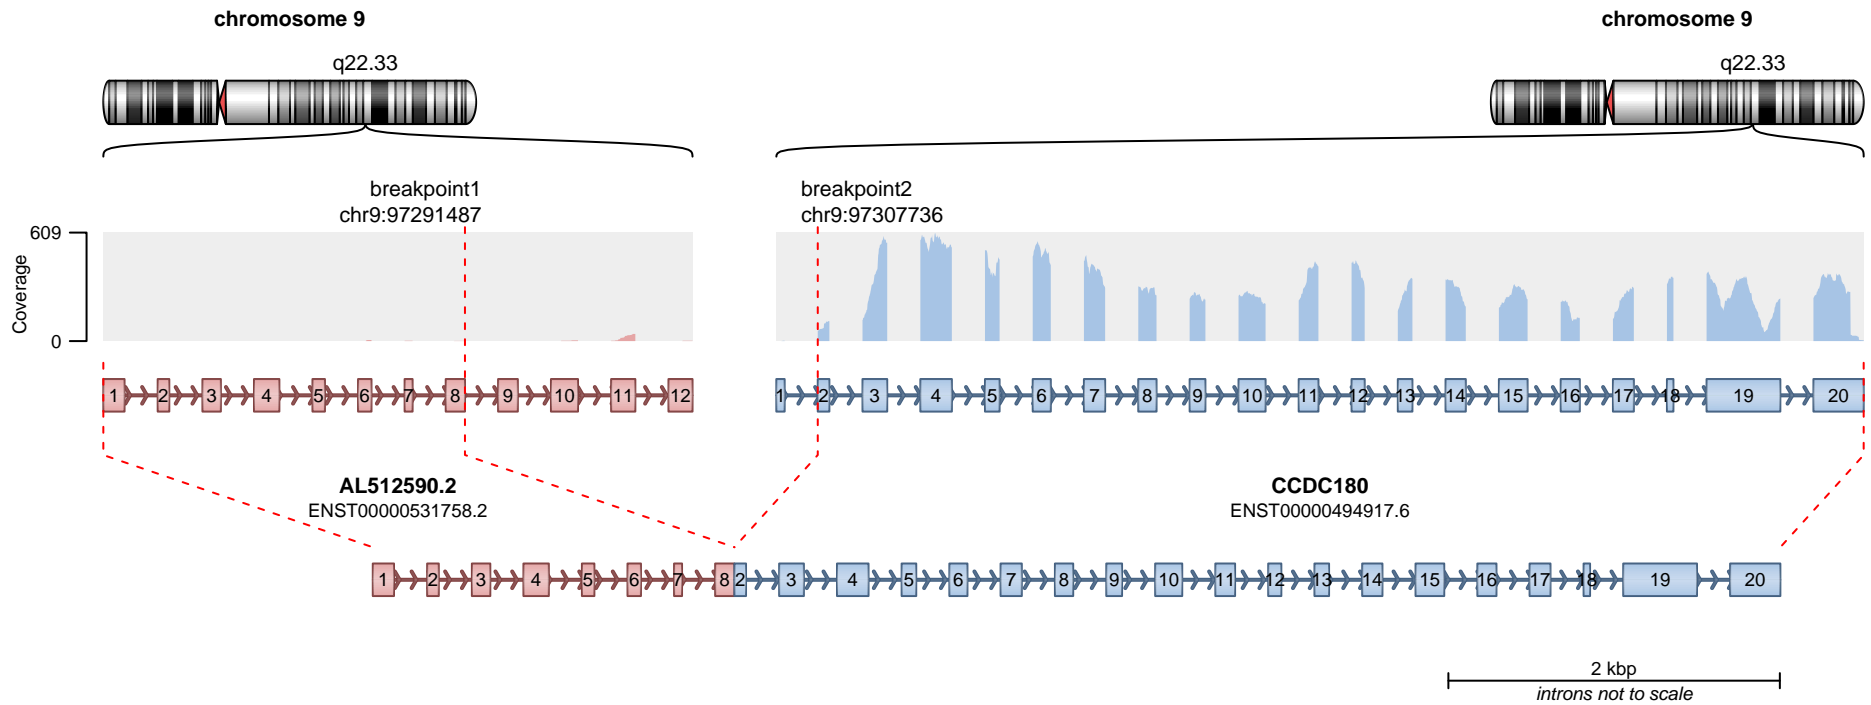 chromosome 9
chromosome 9
q22.33
q22.33
breakpoint1
chr9:97291487
breakpoint2
chr9:97307736
609
Coverage
0
1 2 3 4 5 6 7 8 9 10 11 12
1 2 3 4 5 6 7 8 9 10 11 12 13 14 15 16 17 18 19 20
AL512590.2
ENST00000531758.2
CCDC180
ENST00000494917.6
1 2 3 4 5 6 7 8 2 3 4 5 6 7 8 9 10 11 12 13 14 15 16 17 18 19 20
2 kbp
introns not to scale